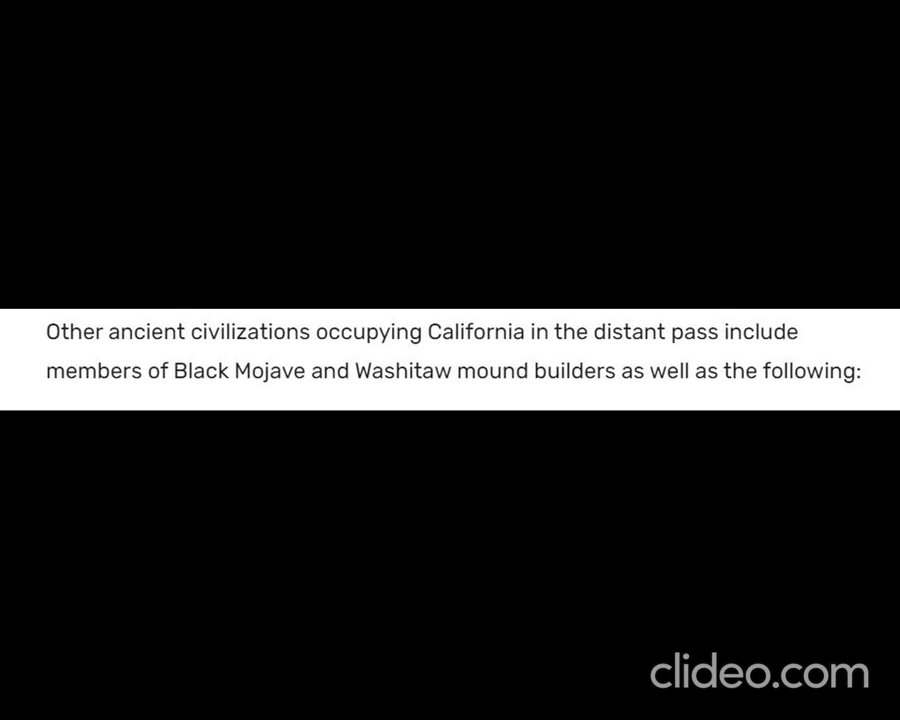 Other ancient civilizations occupying California in the distant pass include
members of Black Mojave and Washitaw mound builders as well as the following:
clideo.com